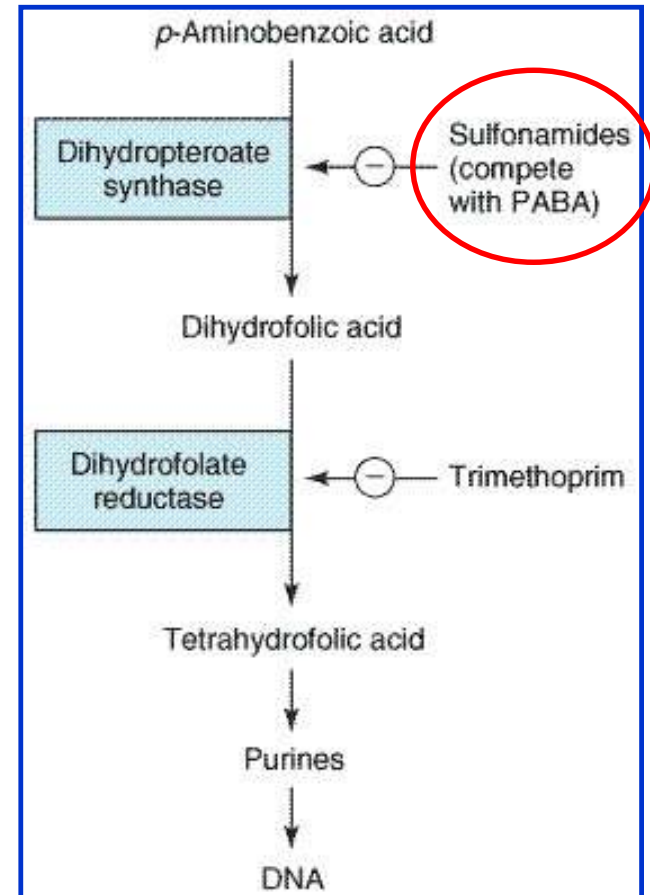 p-Aminobenzoic acid
Dihydropteroate
synthase
−
Sulfonamides
(compete
with PABA)
Dihydrofolic acid
Dihydrofolate
reductase
−
Trimethoprim
Tetrahydrofolic acid
Purines
DNA